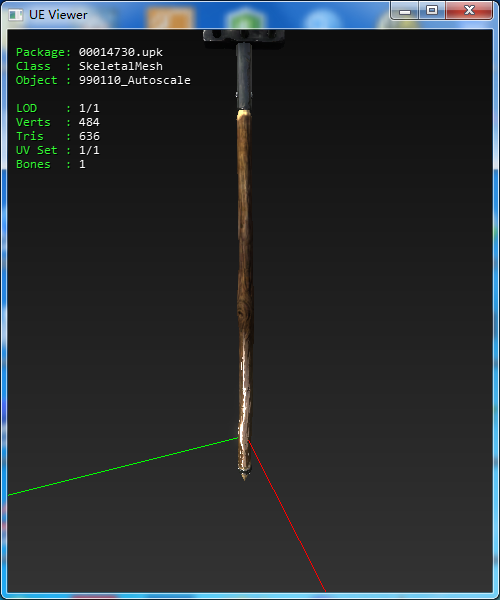 UE Viewer
Package: 00014730.upk
Class : SkeletalMesh
Object : 990110_Autoscale
LOD : 1/1
Verts : 484
Tris : 636
UV Set : 1/1
Bones : 1